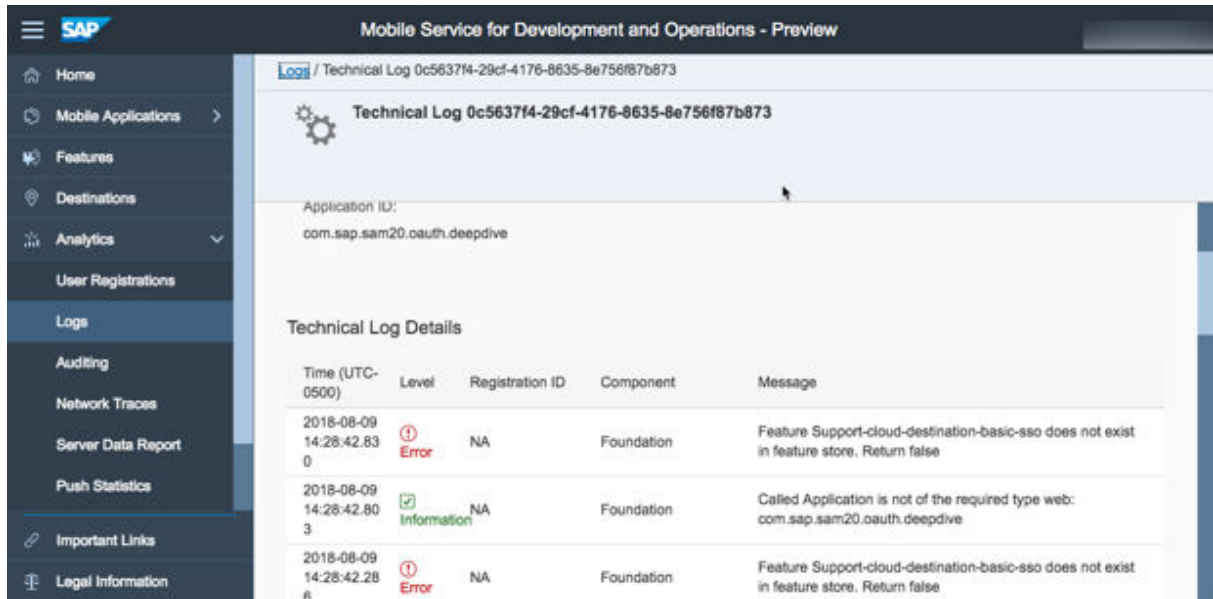 SAP
Mobile Service for Development and Operations - Preview
Home
Mobile Applications
Features
Destinations
Analytics
User Registrations
Logs
Auditing
Network Traces
Server Data Report
Push Statistics
Important Links
Legal Information
Logs / Technical Log 0c5637f4-29cf-4176-8635-8e756f87b873
Technical Log 0c5637f4-29cf-4176-8635-8e756f87b873
Application ID:
com.sap.sam20.oauth.deepdive
Technical Log Details
Time (UTC-
0500)
Level
Registration ID
Component
Message
2018-08-09
14:28:42.83
0
Error
NA
Foundation
Feature Support-cloud-destination-basic-sso does not exist
in feature store. Return false
2018-08-09
14:28:42.80
3
Information
NA
Foundation
Called Application is not of the required type web:
com.sap.sam20.oauth.deepdive
2018-08-09
14:28:42.28
6
Error
NA
Foundation
Feature Support-cloud-destination-basic-sso does not exist
in feature store. Return false